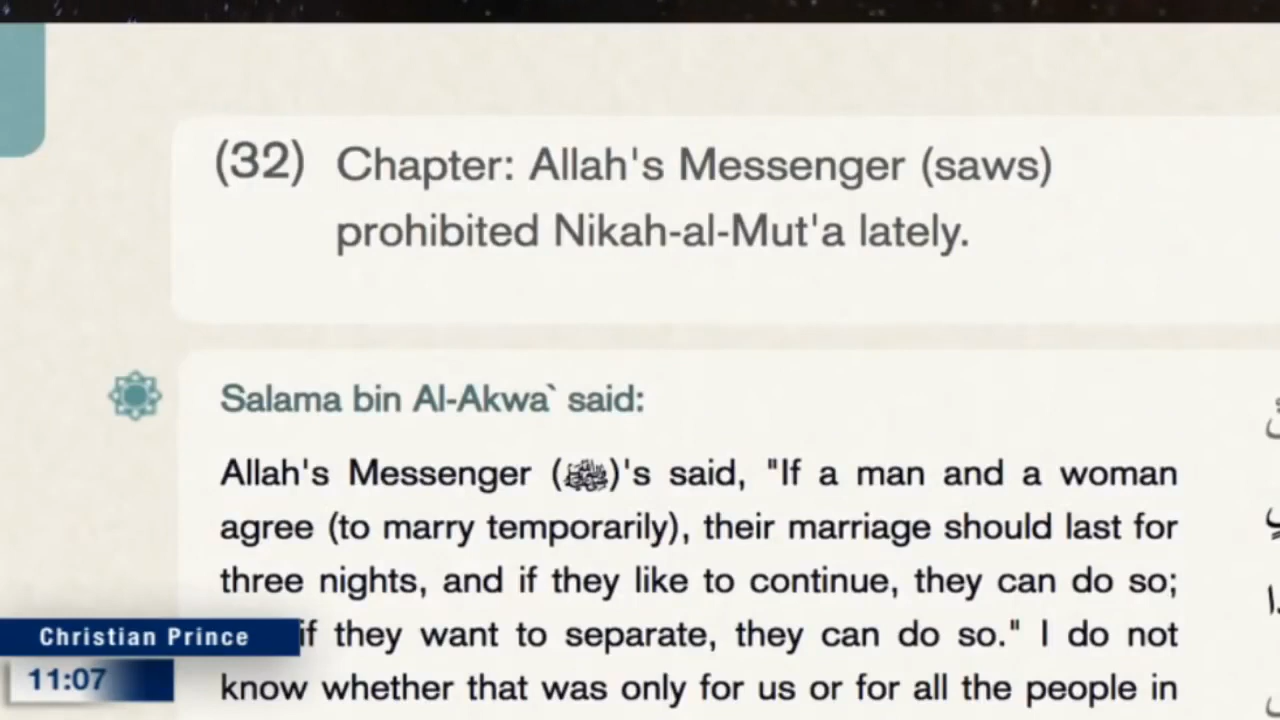 (32) Chapter: Allah's Messenger (saws)
prohibited Nikah-al-Mut'a lately.
Salama bin Al-Akwa` said:
Allah's Messenger (ﷺ)'s said, "If a man and a woman
agree (to marry temporarily), their marriage should last for
three nights, and if they like to continue, they can do so;
if they want to separate, they can do so." I do not
know whether that was only for us or for all the people in
Christian Prince
11:07